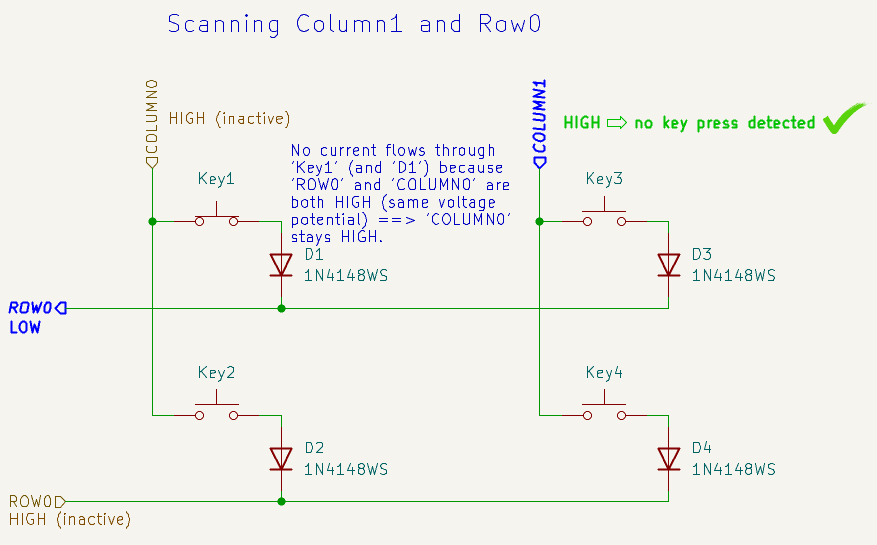 Scanning Column1 and Row0
COLUMN0
HIGH (inactive)
COLUMN1
HIGH ⇨ no key press detected
No current flows through
'Key1' (and 'D1') because
'ROW0' and 'COLUMN0' are
both HIGH (same voltage
potential) ==> 'COLUMN0'
stays HIGH.
Key1
Key3
D1
1N4148WS
D3
1N4148WS
ROW0
LOW
Key2
Key4
D2
1N4148WS
D4
1N4148WS
ROW0
HIGH (inactive)